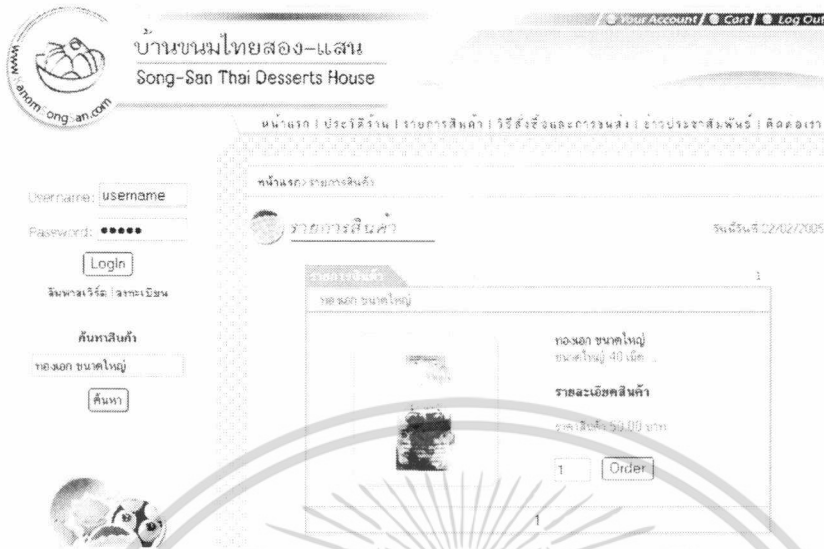 Your Account / Cart / Log Out
บ้านขนมไทยสอง-แสน
Song-San Thai Desserts House
www.KanomSongSan.com
หน้าแรก | ประวัติร้าน | รายการสินค้า | วิธีสั่งซื้อและการขนส่ง | ข่าวประชาสัมพันธ์ | ติดต่อเรา
หน้าแรก>รายการสินค้า
Username: username
Password:
Login
ลืมพาสเวิร์ด | ลงทะเบียน
รายการสินค้า
วันนี้วันที่ 02/02/2005
ค้นหาสินค้า
ทองเอก ขนาดใหญ่
ค้นหา
รายการสินค้า 1
ทองเอก ขนาดใหญ่
ทองเอก ขนาดใหญ่
ขนาดใหญ่ 40 เม็ด ...
รายละเอียดสินค้า
ราคาสินค้า 50.00 บาท
1 Order
1